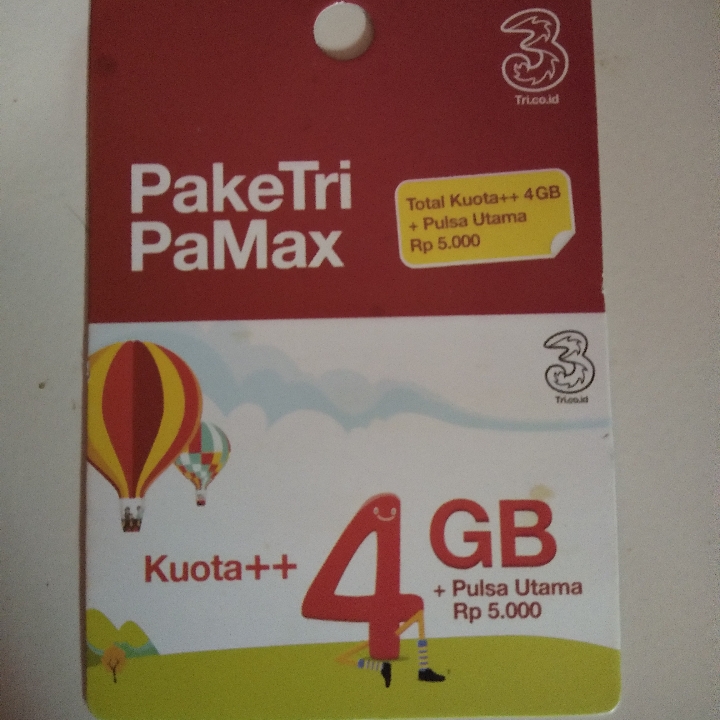 3
Tri.co.id
PakeTri
PaMax
Total Kuota++ 4GB
+ Pulsa Utama
Rp 5.000
3
Tri.co.id
Kuota++
4 GB
+ Pulsa Utama
Rp 5.000